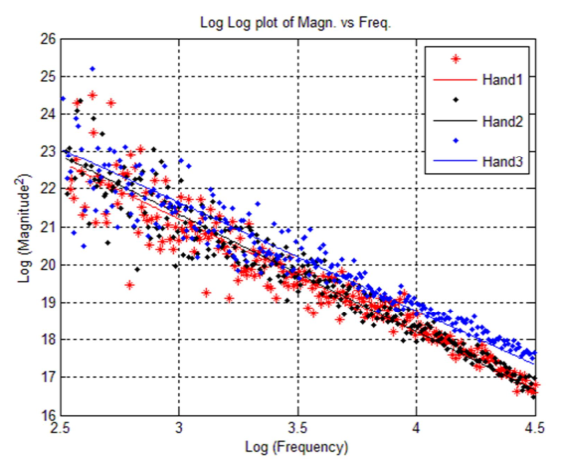 Log Log plot of Magn. vs Freq.
26
25
24
23
22
21
20
19
18
17
16
Log (Magnitude2)
Hand1
Hand2
Hand3
2.5 3 3.5 4 4.5
Log (Frequency)